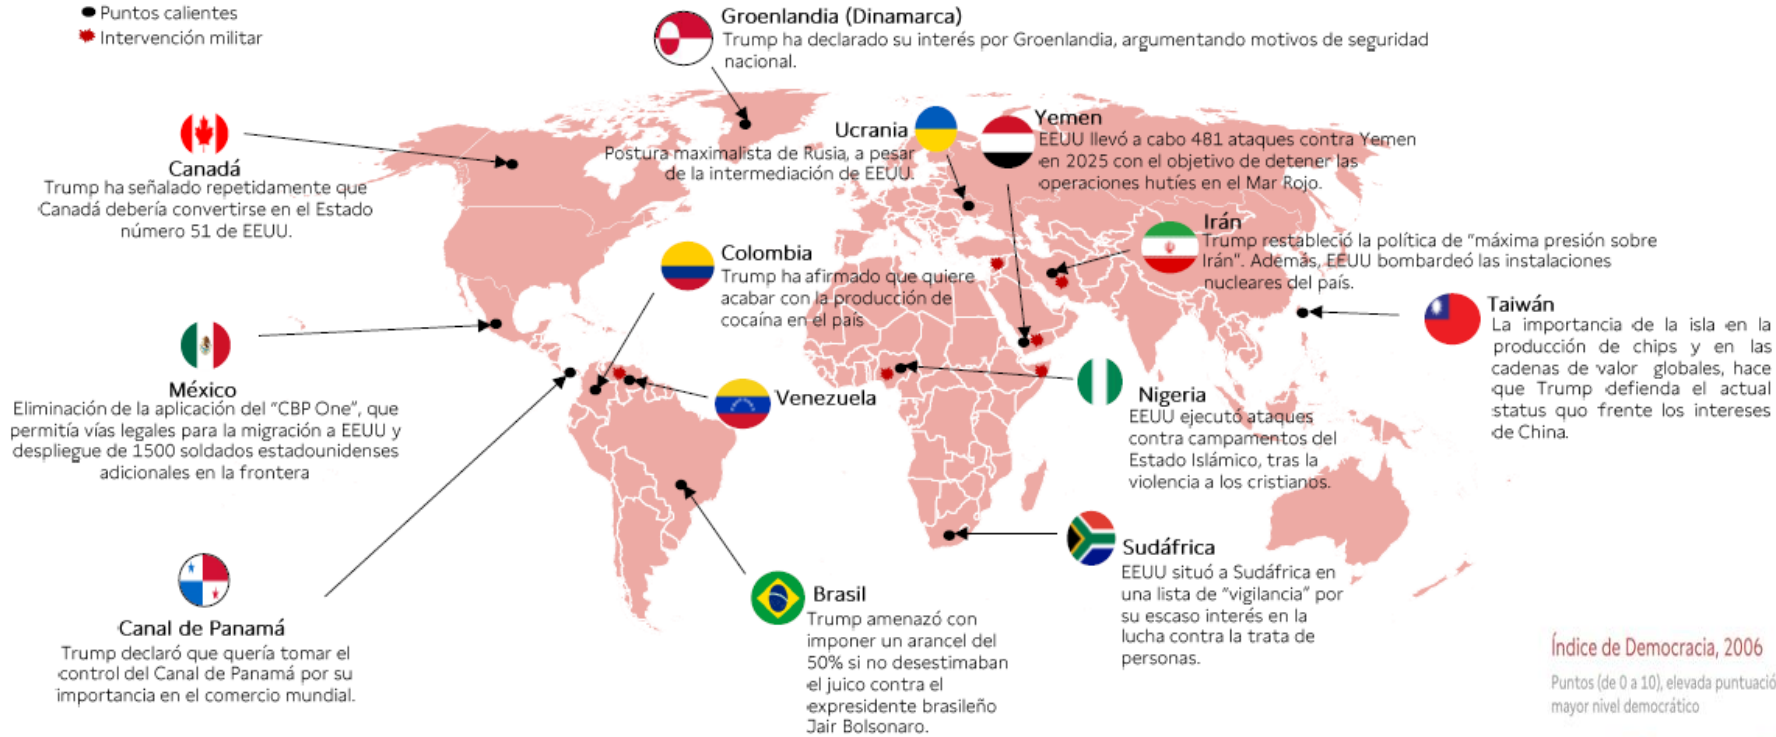 Puntos calientes
Intervención militar
Groenlandia (Dinamarca)
Trump ha declarado su interés por Groenlandia, argumentando motivos de seguridad
nacional.
Canadá
Trump ha señalado repetidamente que
Canadá debería convertirse en el Estado
número 51 de EEUU.
Ucrania
Postura maximalista de Rusia, a pesar
de la intermediación de EEUU.
Yemen
EEUU llevó a cabo 481 ataques contra Yemen
en 2025 con el objetivo de detener las
operaciones hutíes en el Mar Rojo.
Irán
Trump restableció la política de "máxima presión sobre
Irán". Además, EEUU bombardeó las instalaciones
nucleares del país.
Colombia
Trump ha afirmado que quiere
acabar con la producción de
cocaína en el país
Taiwán
La importancia de la isla en la
producción de chips y en las
cadenas de valor globales, hace
que Trump defienda el actual
status quo frente los intereses
de China.
México
Eliminación de la aplicación del "CBP One", que
permitía vías legales para la migración a EEUU y
despliegue de 1500 soldados estadounidenses
adicionales en la frontera
Venezuela
Nigeria
EEUU ejecutó ataques
contra campamentos del
Estado Islámico, tras la
violencia a los cristianos.
Sudáfrica
EEUU situó a Sudáfrica en
una lista de "vigilancia" por
su escaso interés en la
lucha contra la trata de
personas.
Brasil
Trump amenazó con
imponer un arancel del
50% si no desestimaban
el juico contra el
expresidente brasileño
Jair Bolsonaro.
Canal de Panamá
Trump declaró que quería tomar el
control del Canal de Panamá por su
importancia en el comercio mundial.
Índice de Democracia, 2006
Puntos (de 0 a 10), elevada puntuació
mayor nivel democrático